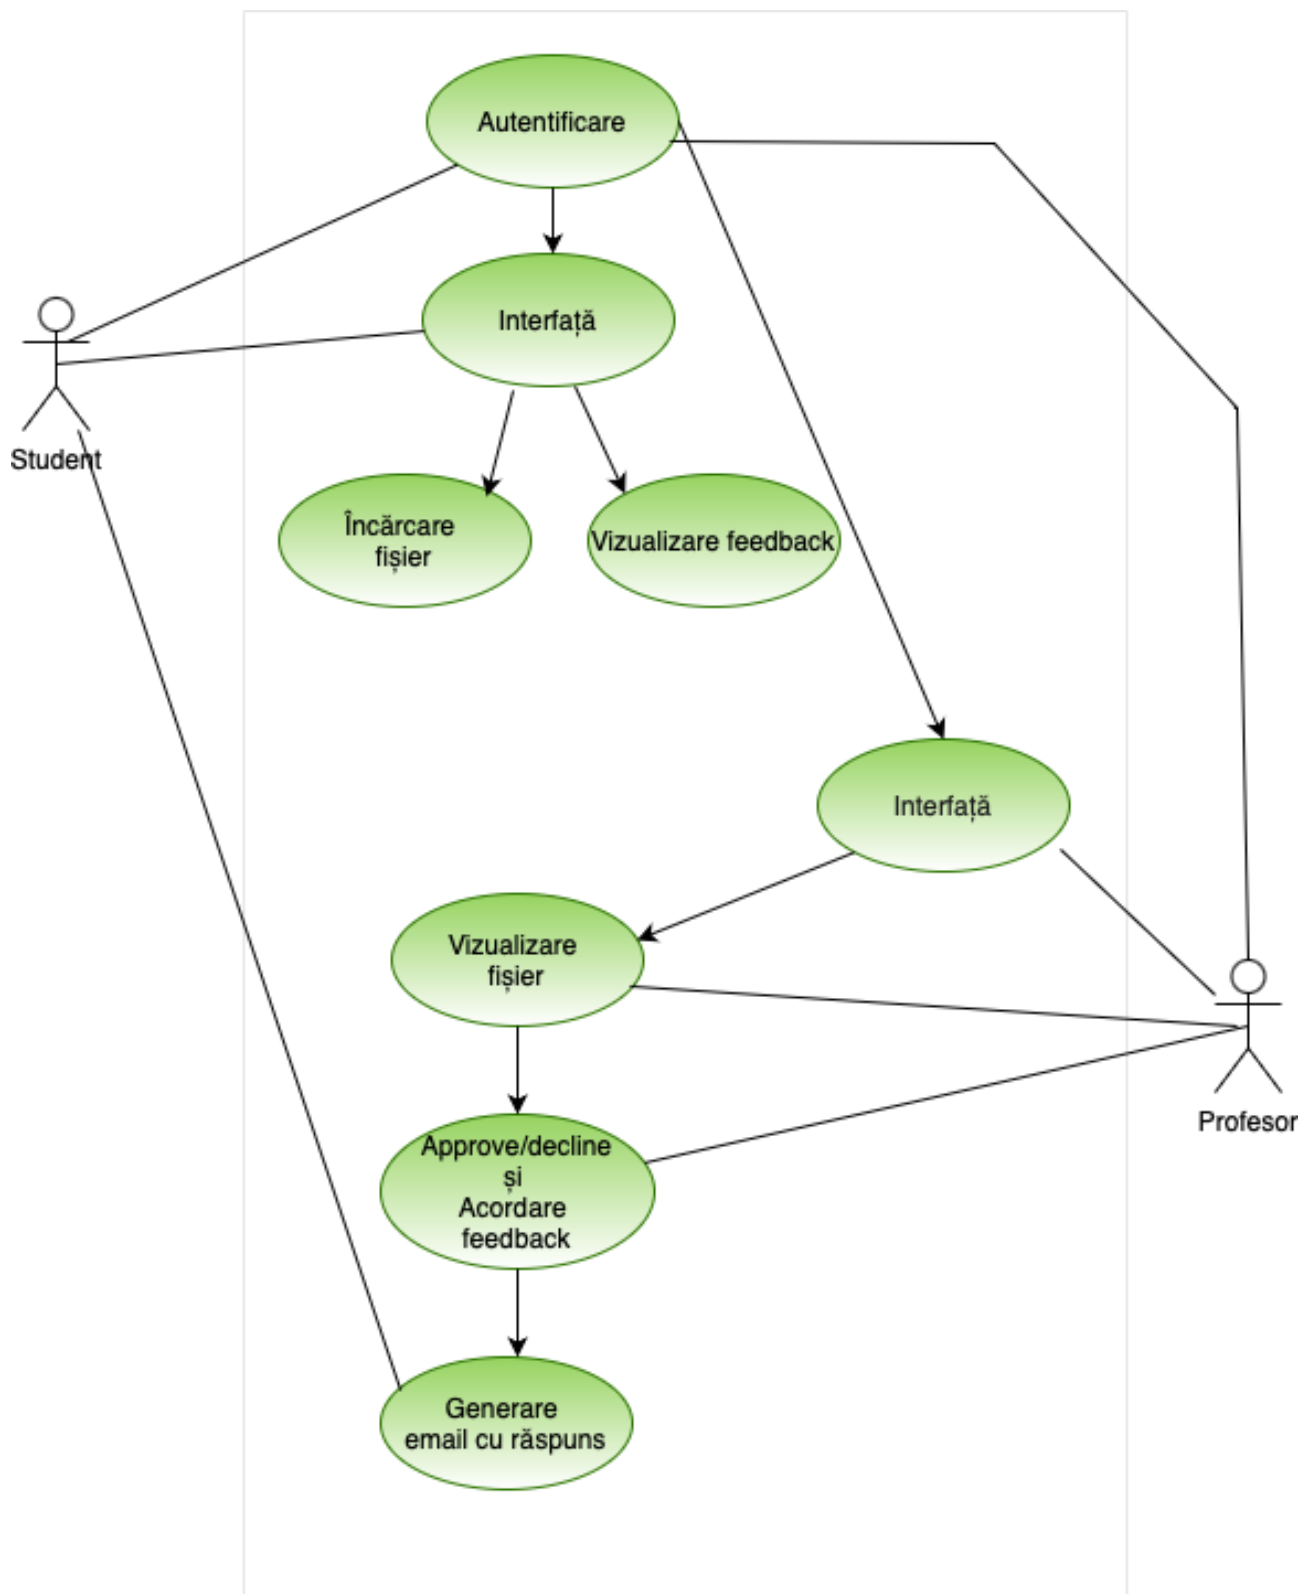 Autentificare
Interfață
Student
Încărcare
fișier
Vizualizare feedback
Interfață
Vizualizare
fișier
Profesor
Approve/decline
și
Acordare
feedback
Generare
email cu răspuns